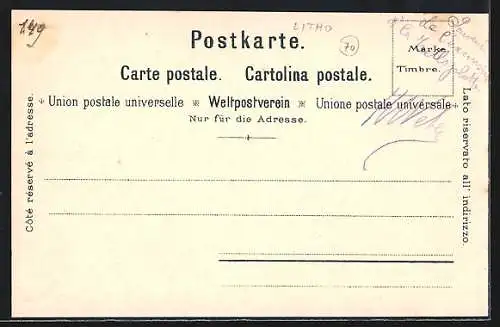 149
LITHO
70
Postkarte.
Marke.
Timbre.
Carte postale. Cartolina postale.
Union postale universelle Weltpostverein Unione postale universale
Nur für die Adresse.
Côté réservé à l'adresse.
Lato riservato all' indirizzo.